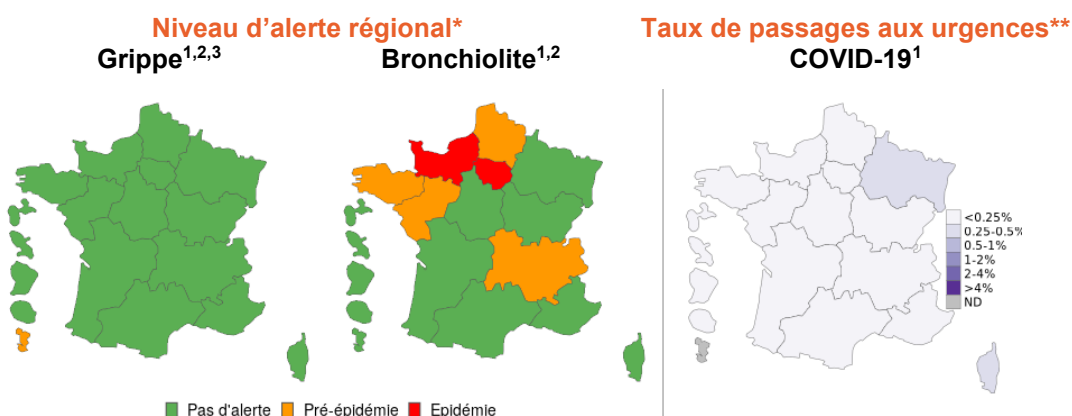 Niveau d’alerte régional*
Grippe1,2,3
Bronchiolite1,2
Taux de passages aux urgences**
COVID-191
<0.25%
0.25-0.5%
0.5-1%
1-2%
2-4%
>4%
ND
Pas d'alerte
Pré-épidémie
Epidémie